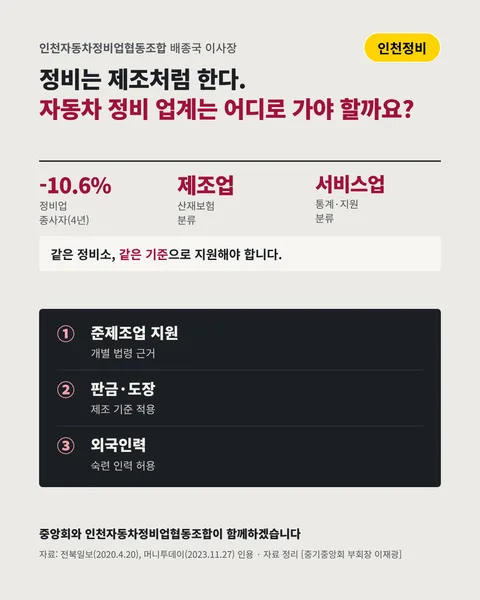 인천자동차정비업협동조합 배종국 이사장
인천정비
정비는 제조처럼 한다.
자동차 정비 업계는 어디로 가야 할까요?
-10.6%
정비업
종사자(4년)
제조업
산재보험
분류
서비스업
통계·지원
분류
같은 정비소, 같은 기준으로 지원해야 합니다.
1
준제조업 지원
개별 법령 근거
2
판금·도장
제조 기준 적용
3
외국인력
숙련 인력 허용
중앙회와 인천자동차정비업협동조합이 함께하겠습니다
자료: 전북일보(2020.4.20), 머니투데이(2023.11.27) 인용 · 자료 정리 [중기중앙회 부회장 이재광]